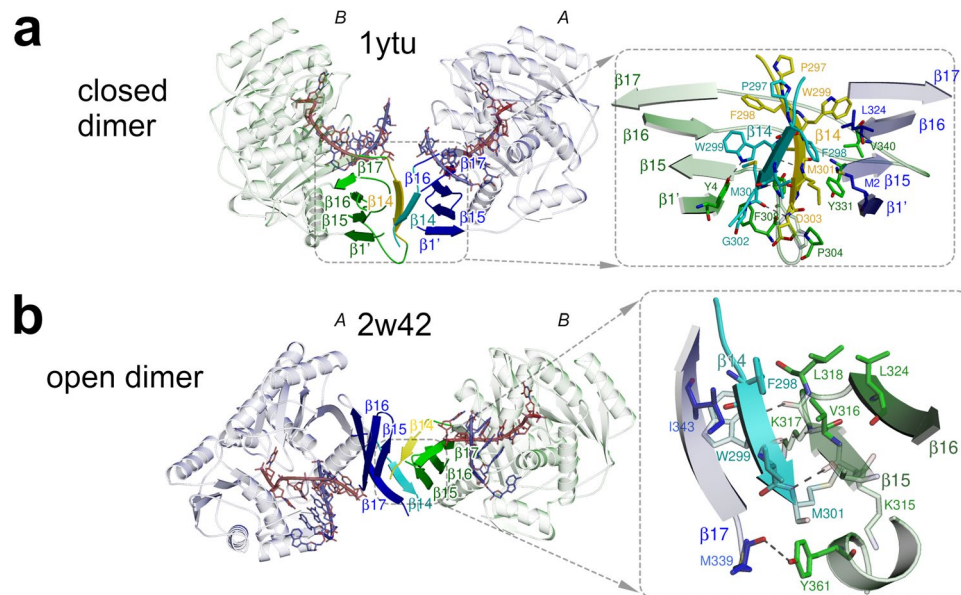 a
B
A
1ytu
closed
dimer
β17
β16
β15
β1'
β14
β14
β17
β16
β15
β1'
P297
P297
W299
β17
β17
F298
L324
β16
β14
β14
β16
W299
F298
V340
β15
M301
M2
β15
Y4
M301
Y331
β1'
β1'
F303
D303
G302
P304
b
A
2w42
B
open dimer
β16
β15
β14
β17
β16
β15
β17
β14
β14
F298
L318
L324
I343
K317
V316
W299
β16
β15
M301
K315
β17
M339
Y361